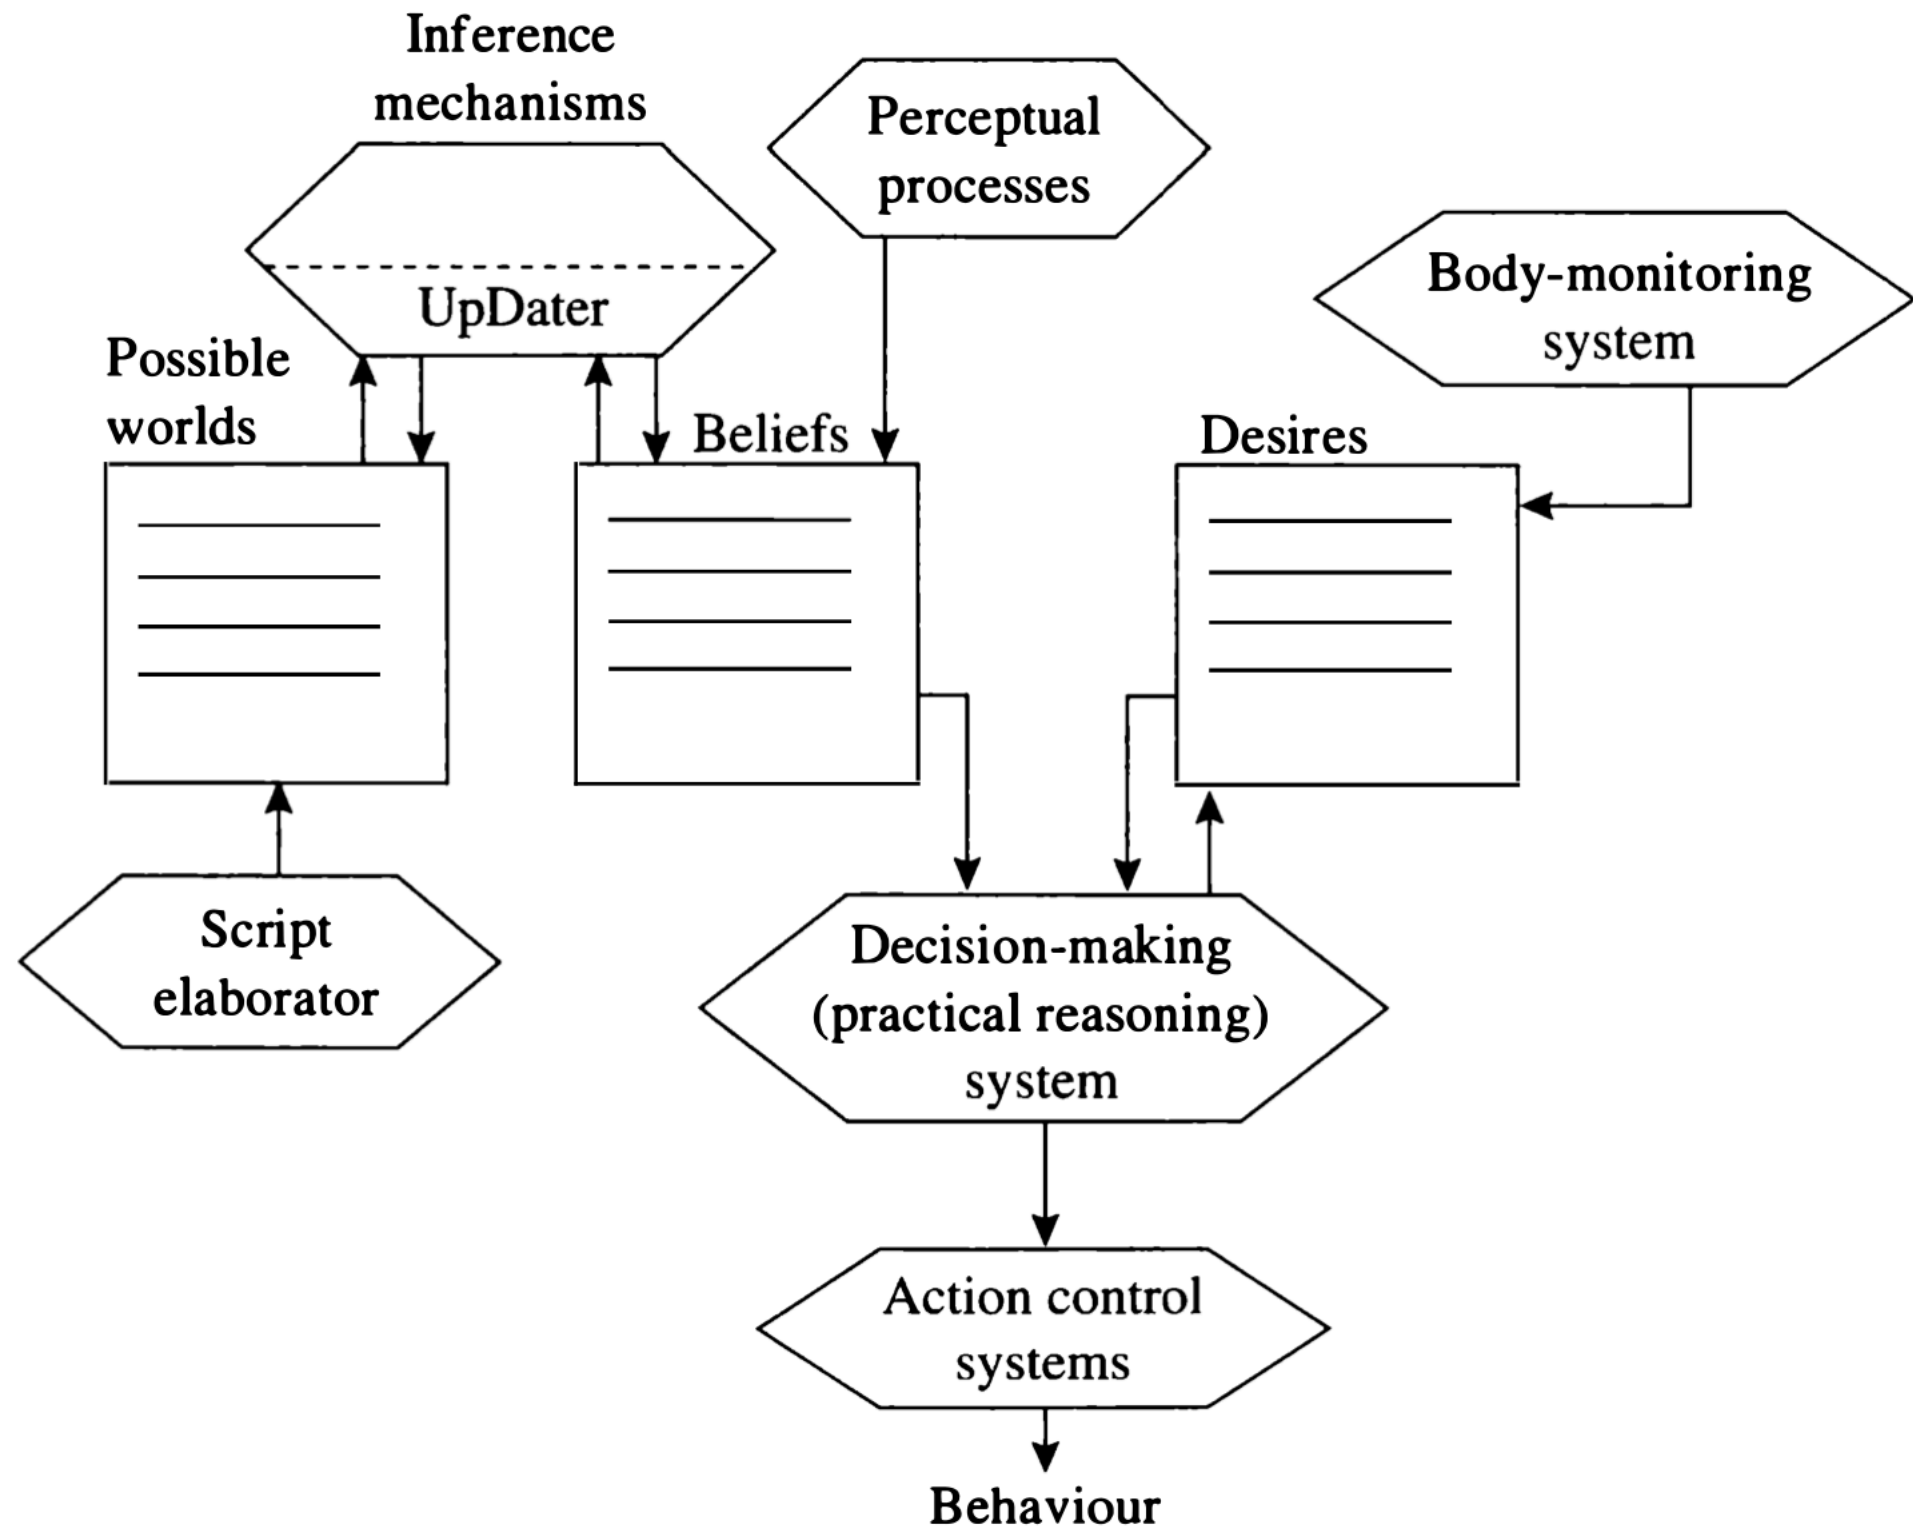 Inference
mechanisms
Perceptual
processes
UpDater
Body-monitoring
system
Possible
worlds
Beliefs
Desires
Script
elaborator
Decision-making
(practical reasoning)
system
Action control
systems
Behaviour